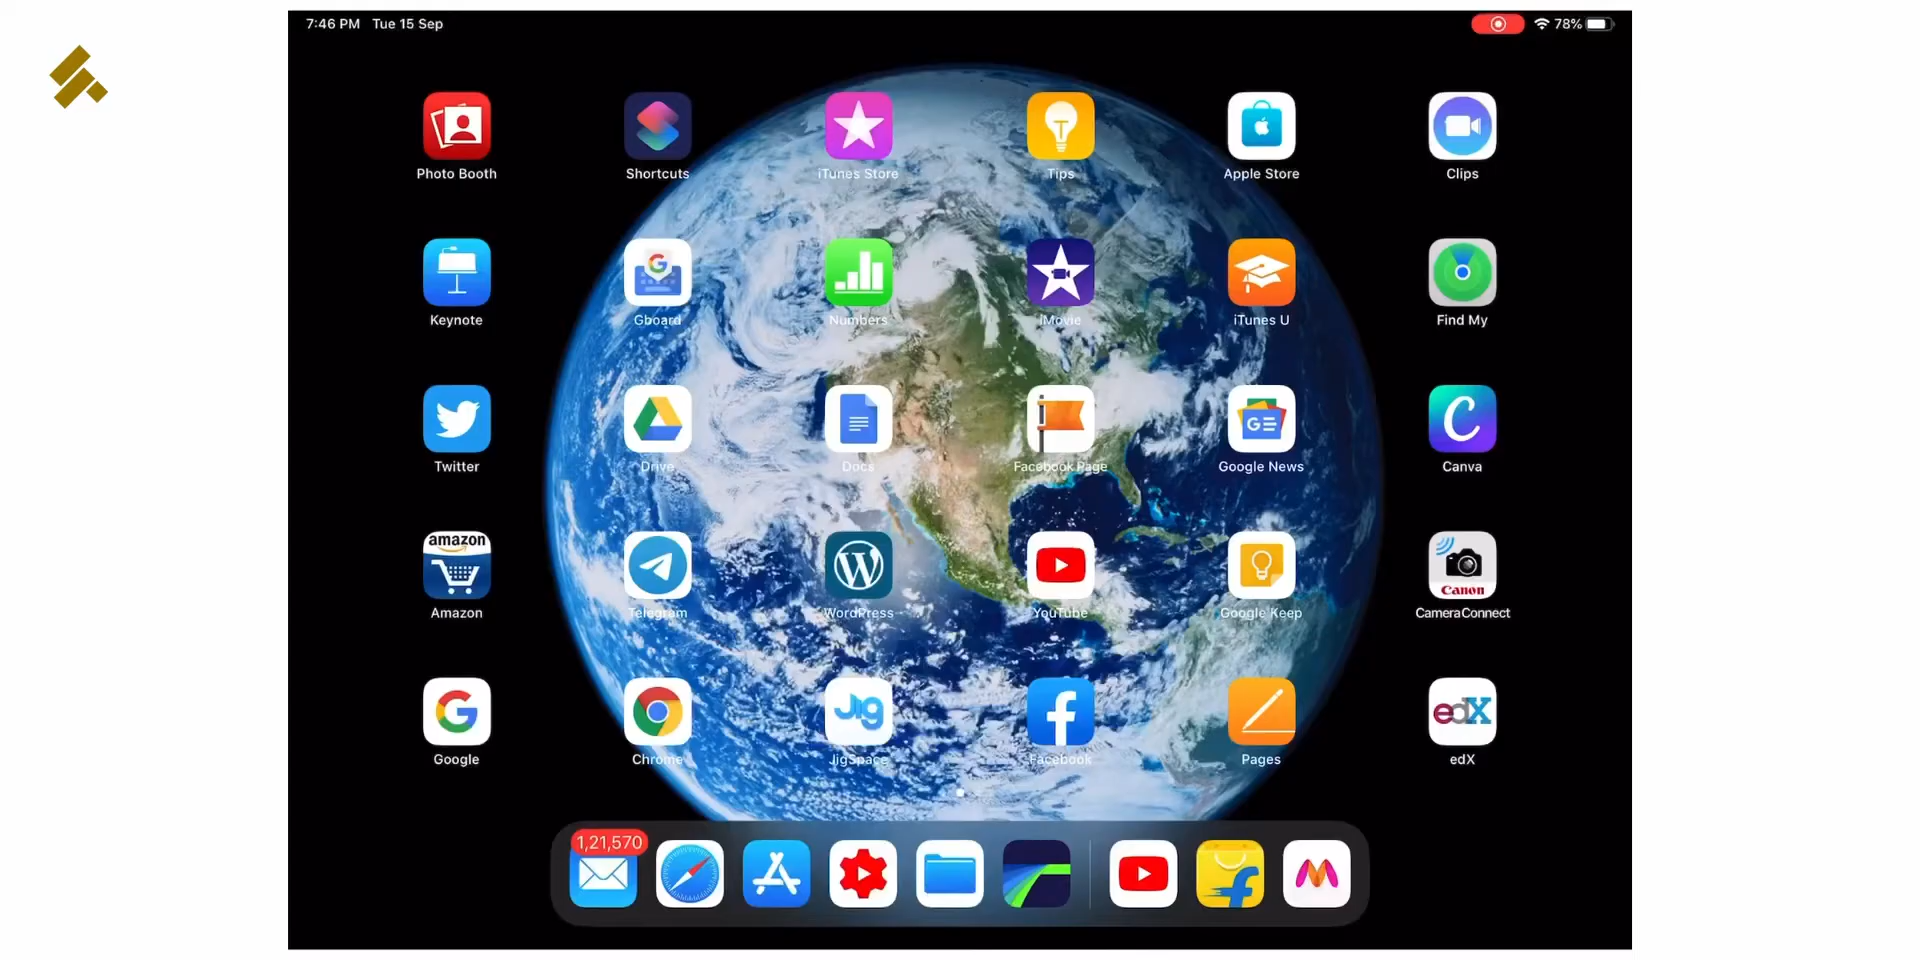 7:46 PM Tue 15 Sep
78%
Photo Booth
Shortcuts
iTunes Store
Tips
Apple Store
Clips
Keynote
Gboard
Numbers
iMovie
iTunes U
Find My
Twitter
Drive
Docs
Facebook Page
GE
Google News
C
Canva
amazon
Amazon
Telegram
WordPress
YouTube
Google Keep
Canon
CameraConnect
G
Google
Chrome
Jig
JigSpace
f
Facebook
Pages
edX
edX
1,21,570